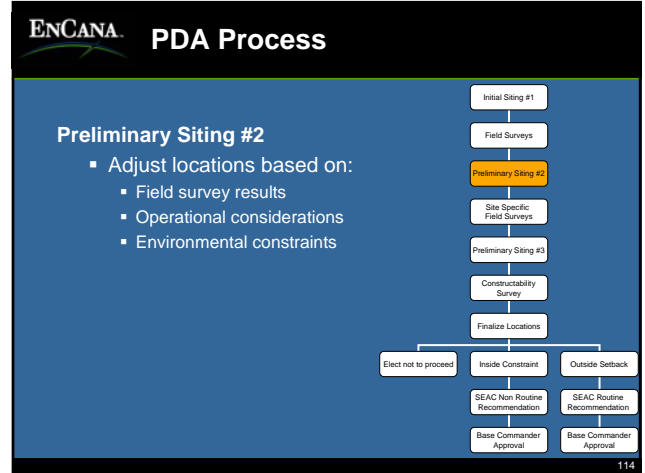 ENCANA.
PDA Process
Preliminary Siting #2
▪ Adjust locations based on:
▪ Field survey results
▪ Operational considerations
▪ Environmental constraints
Initial Siting #1
Field Surveys
Preliminary Siting #2
Site Specific
Field Surveys
Preliminary Siting #3
Constructability
Survey
Finalize Locations
Elect not to proceed
Inside Constraint
Outside Setback
SEAC Non Routine
Recommendation
SEAC Routine
Recommendation
Base Commander
Approval
Base Commander
Approval
114